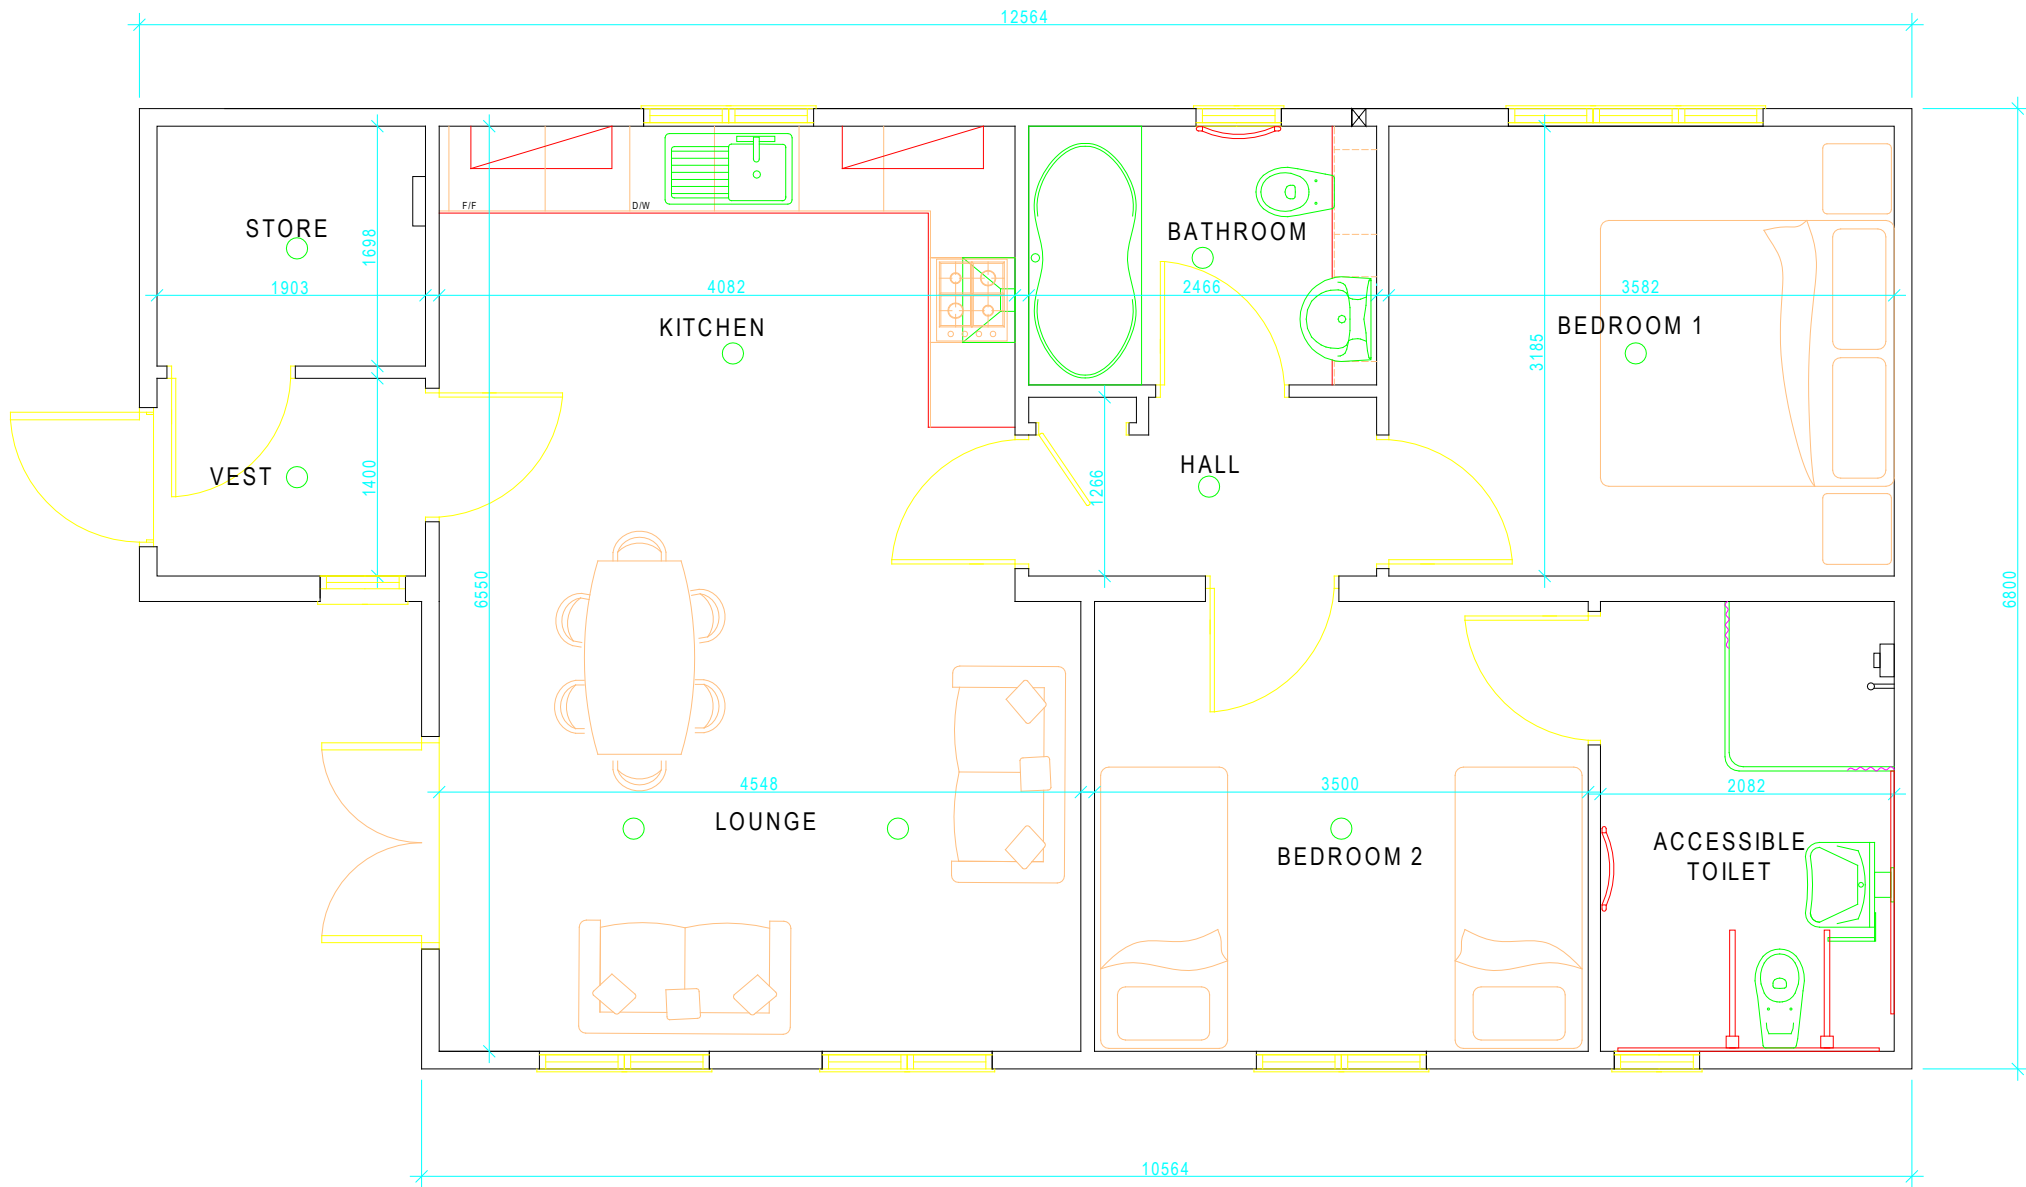 12564
F/F
D/W
STORE
BATHROOM
1698
1903
4082
2466
3582
KITCHEN
BEDROOM 1
3185
VEST
1400
HALL
1266
6550
6800
4548
3500
2082
LOUNGE
BEDROOM 2
ACCESSIBLE
TOILET
10564